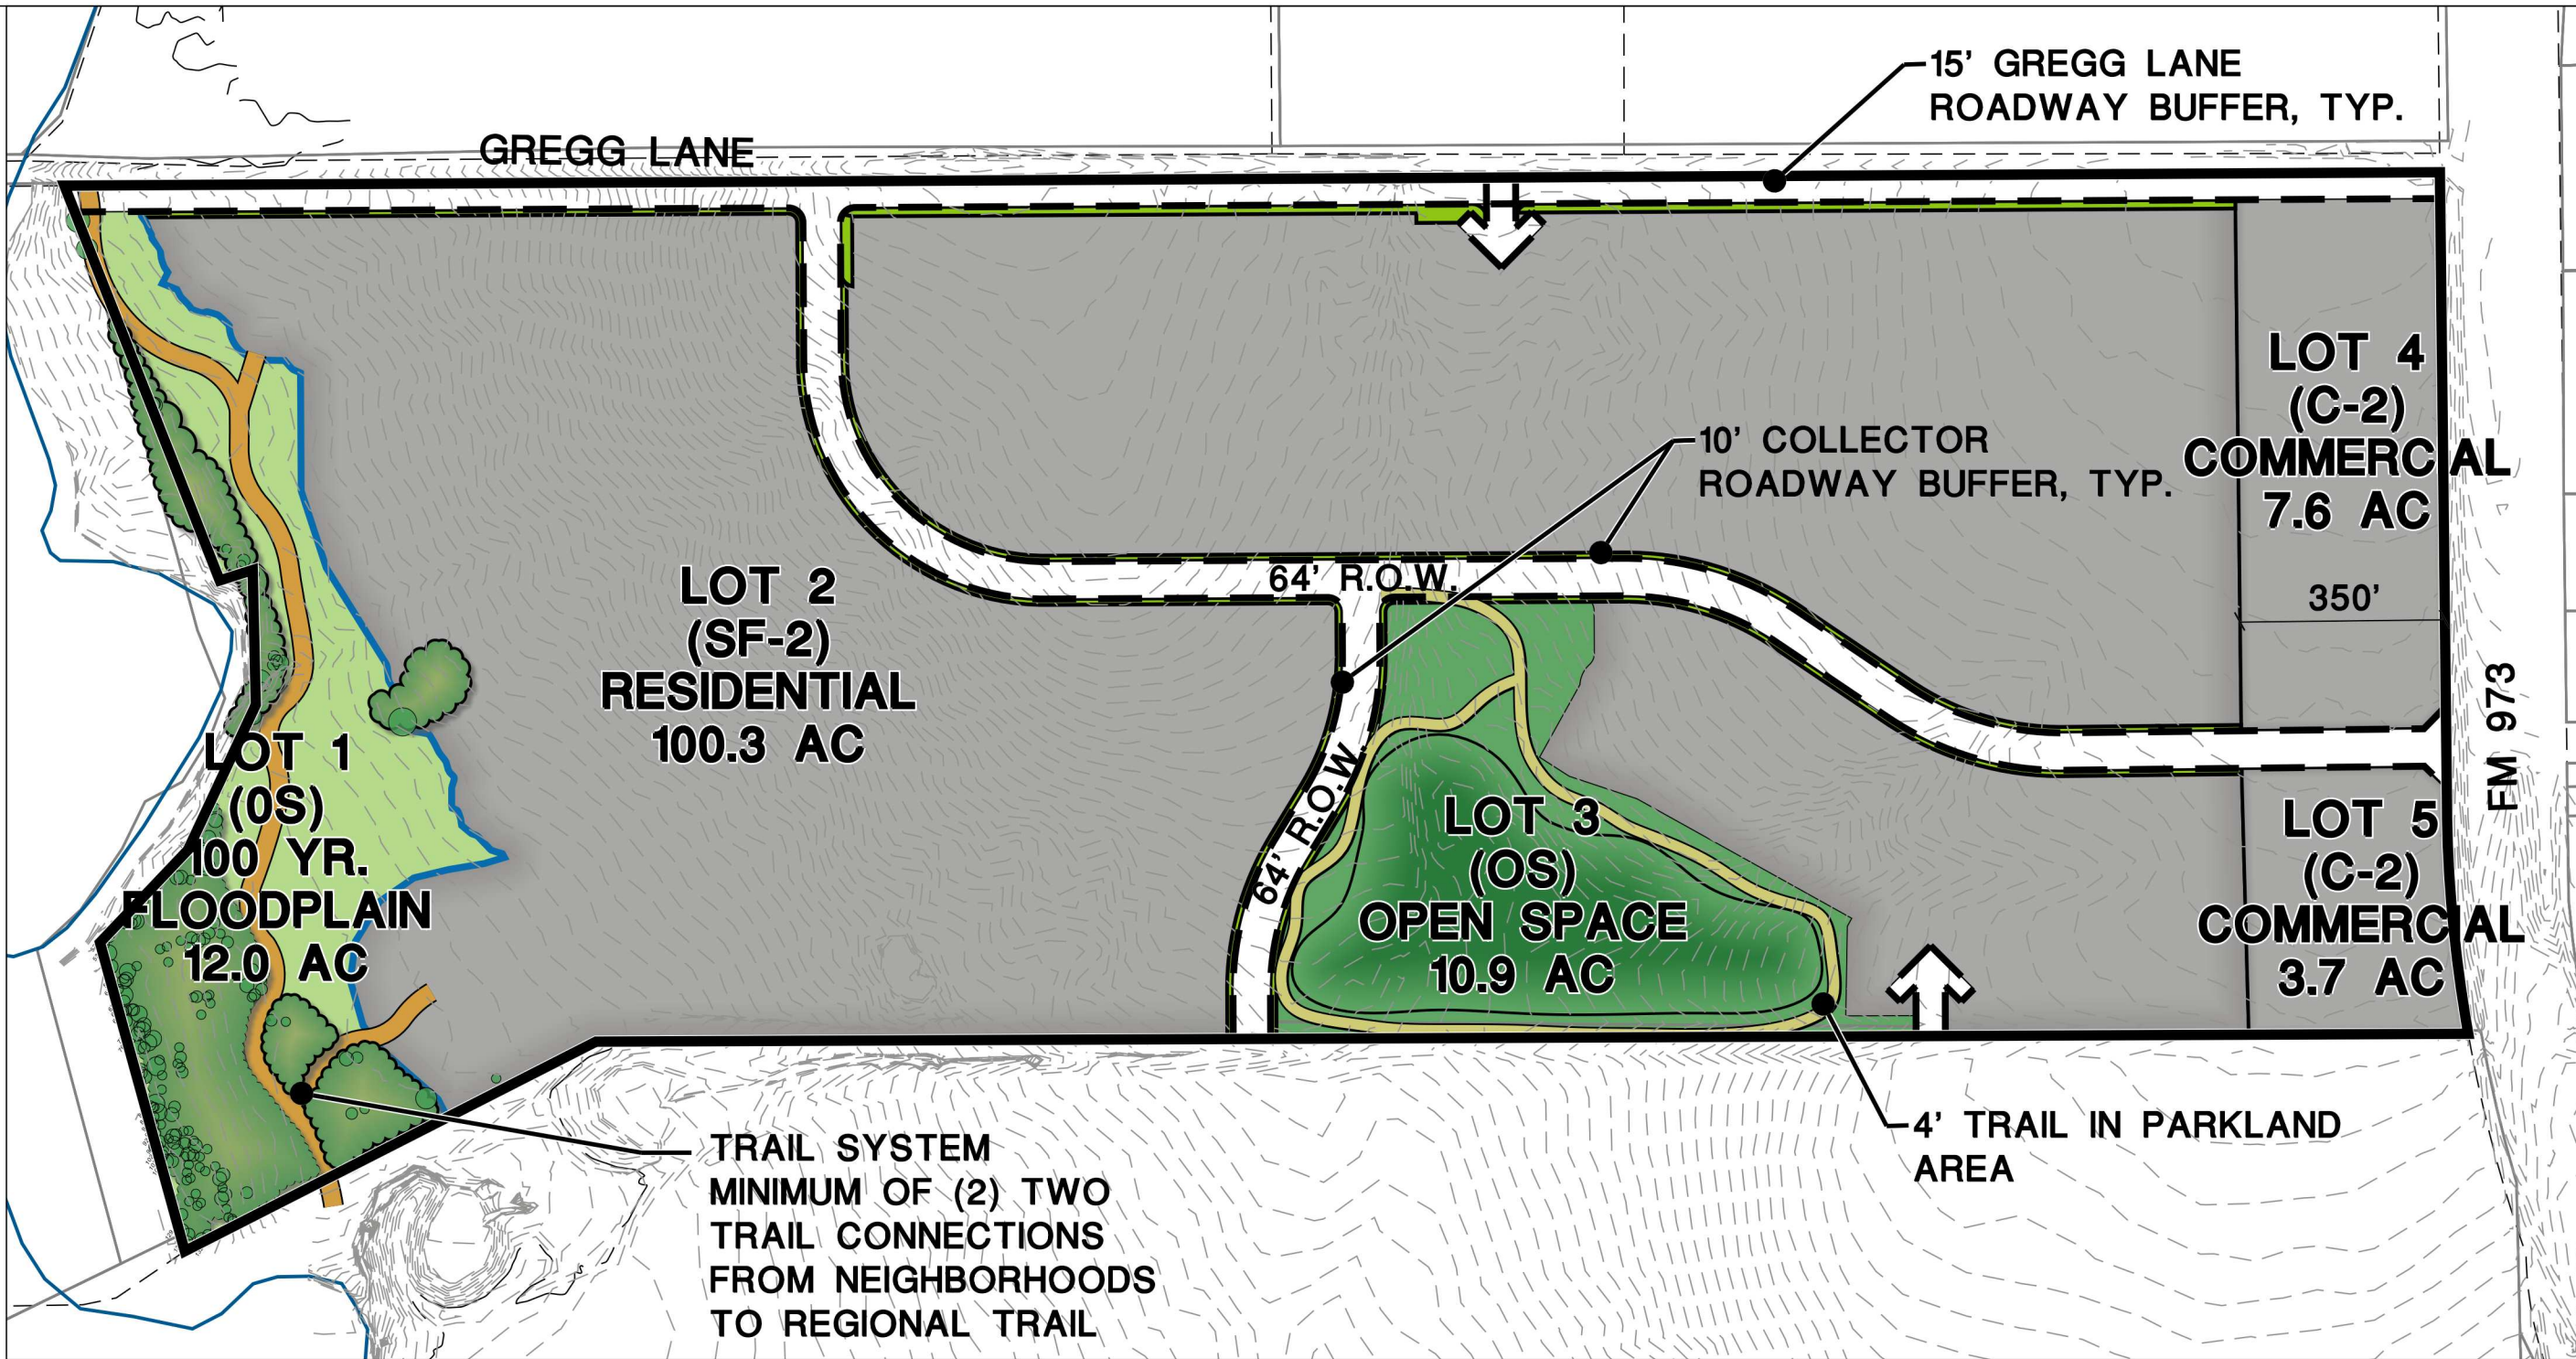 15' GREGG LANE
ROADWAY BUFFER, TYP.
GREGG LANE
LOT 4
(C-2)
COMMERCIAL
7.6 AC
350'
10' COLLECTOR
ROADWAY BUFFER, TYP.
64' R.O.W.
LOT 2
(SF-2)
RESIDENTIAL
100.3 AC
FM 973
LOT 1
(0S)
100 YR.
FLOODPLAIN
12.0 AC
64' R.O.W.
LOT 3
(OS)
OPEN SPACE
10.9 AC
LOT 5
(C-2)
COMMERCIAL
3.7 AC
4' TRAIL IN PARKLAND
AREA
TRAIL SYSTEM
MINIMUM OF (2) TWO
TRAIL CONNECTIONS
FROM NEIGHBORHOODS
TO REGIONAL TRAIL